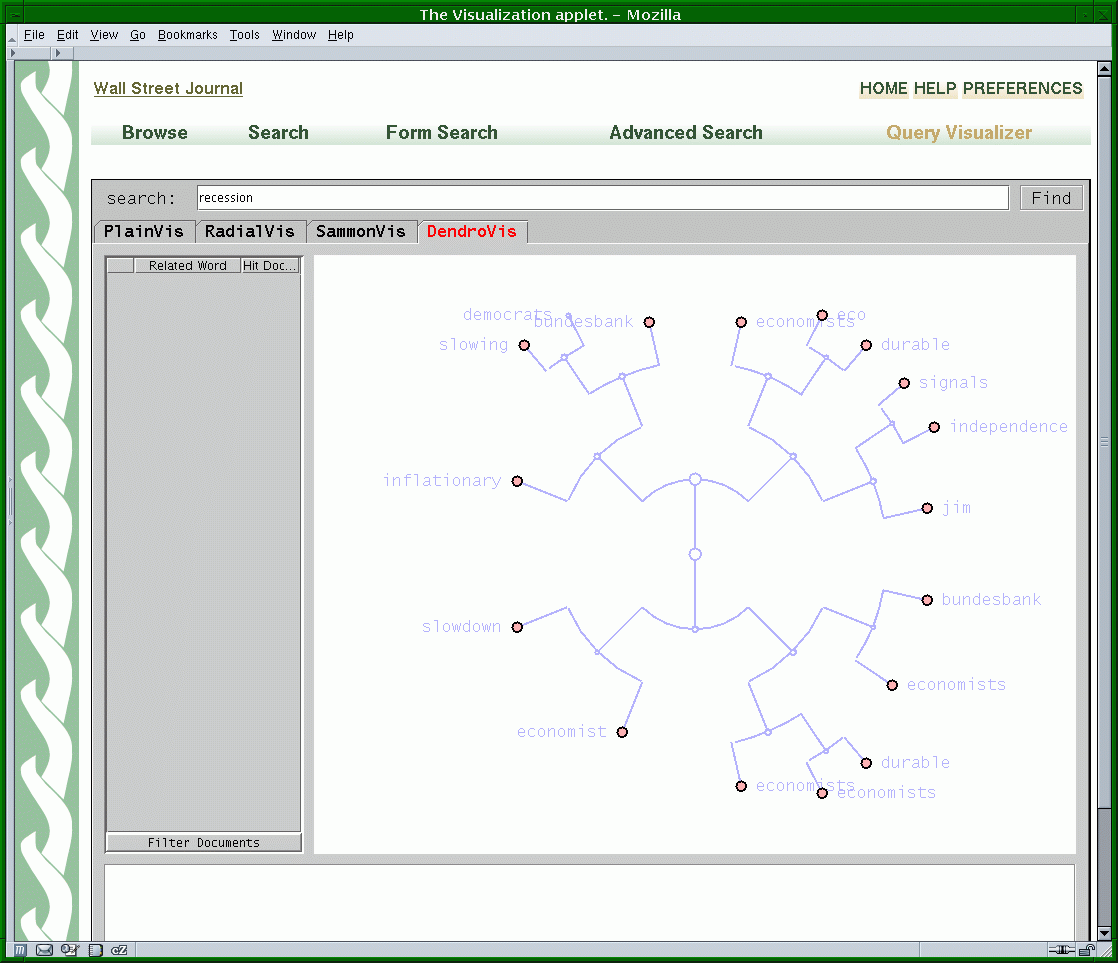 The Visualization applet. – Mozilla
File Edit View Go Bookmarks Tools Window Help
Wall Street Journal
HOME HELP PREFERENCES
Browse Search Form Search Advanced Search Query Visualizer
search: recession Find
PlainVis RadialVis SammonVis DendroVis
Related Word Hit Doc...
democrats
bundesbank
economists
eco
slowing
durable
signals
independence
inflationary
jim
bundesbank
slowdown
economists
economist
durable
economists
economists
Filter Documents
m
cZ